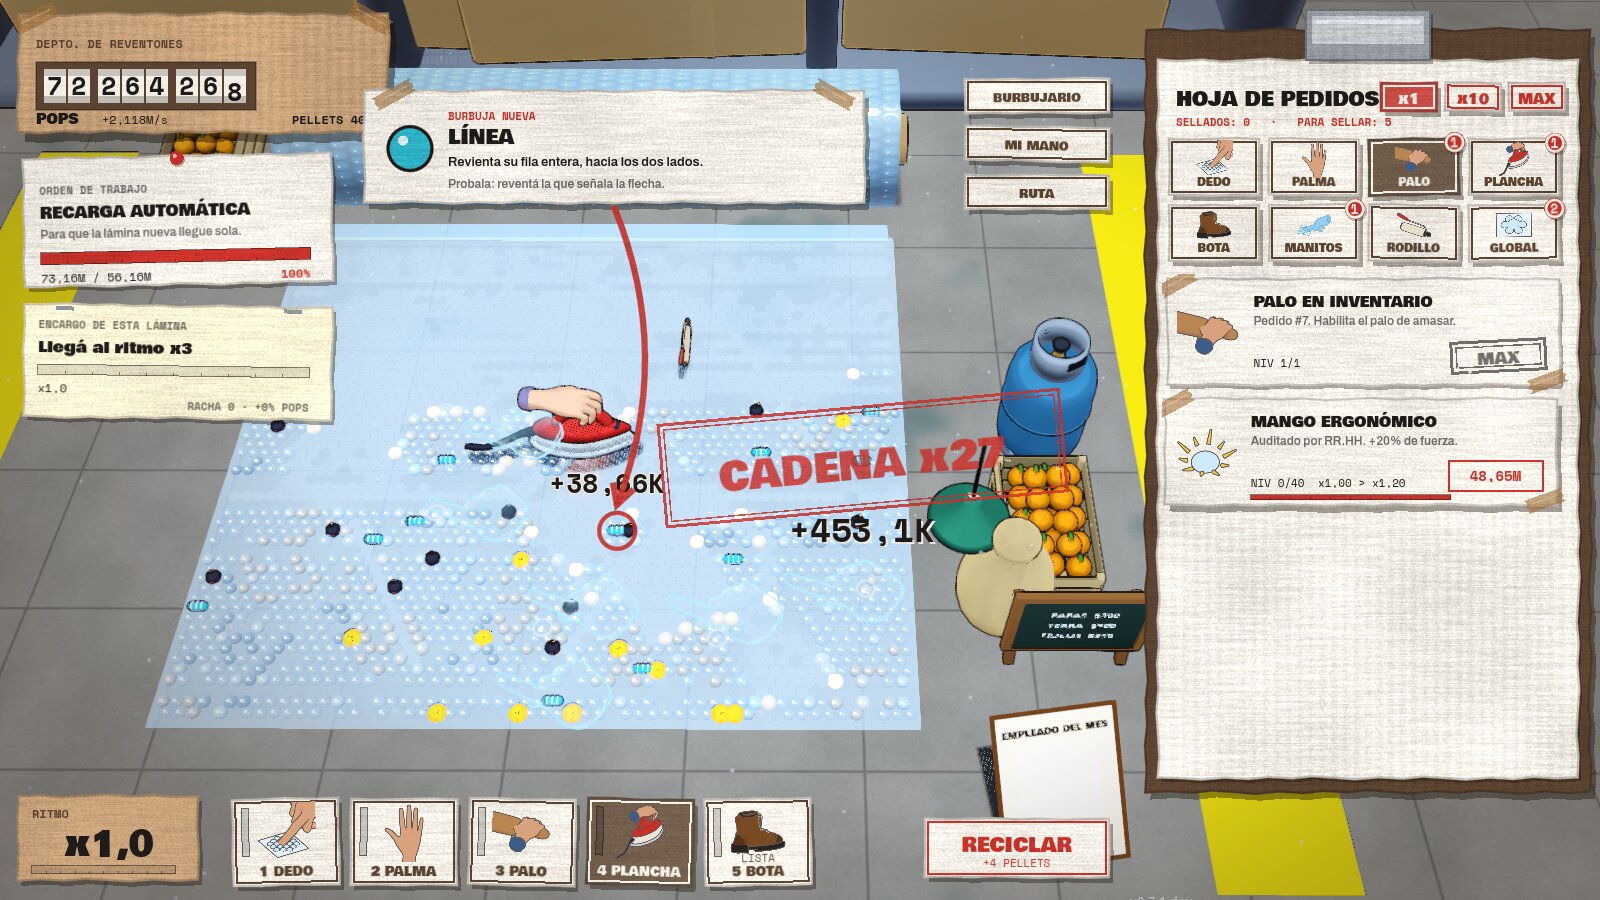 DEPTO. DE REVENTONES
72 264 268
POPS +2,118M/s PELLETS 40
BURBUJA NUEVA
LÍNEA
Revienta su fila entera, hacia los dos lados.
Probala: reventá la que señala la flecha.
ORDEN DE TRABAJO
RECARGA AUTOMÁTICA
Para que la lámina nueva llegue sola.
73,16M / 56,16M 100%
ENCARGO DE ESTA LÁMINA
Llegá al ritmo x3
x1,0
RACHA 0 · +0% POPS
BURBUJARIO
MI MANO
RUTA
HOJA DE PEDIDOS x1 x10 MAX
SELLADOS: 0 · PARA SELLAR: 5
DEDO PALMA PALO 1 PLANCHA 1
BOTA MANITOS 1 RODILLO GLOBAL 2
PALO EN INVENTARIO
Pedido #7. Habilita el palo de amasar.
NIV 1/1 MAX
MANGO ERGONÓMICO
Auditado por RR.HH. +20% de fuerza.
NIV 0/40 x1,00 > x1,20 48,65M
CADENA x27
+38,66K
+453,1K
EMPLEADO DEL MES
RITMO
x1,0
1 DEDO
2 PALMA
3 PALO
4 PLANCHA
LISTA
5 BOTA
RECICLAR
+4 PELLETS